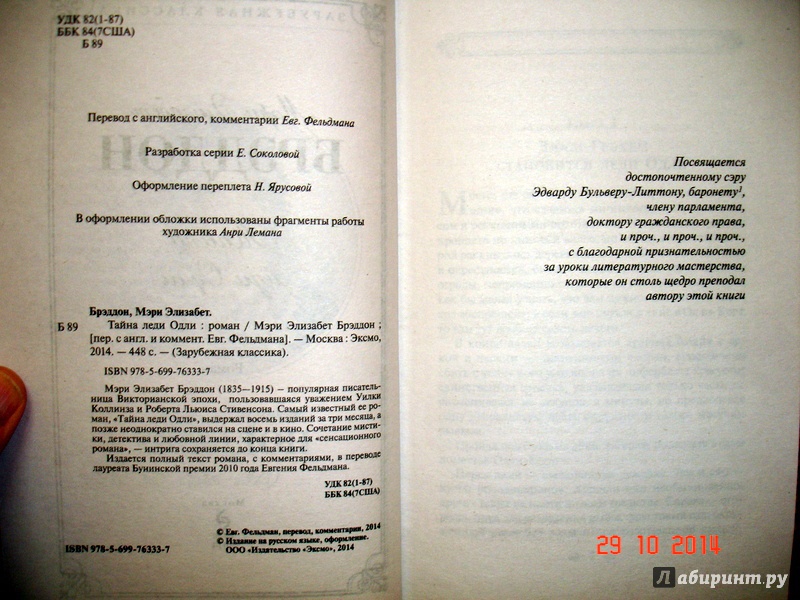 УДК 82(1-87)
ББК 84(7США)
Б 89
Перевод с английского, комментарии Евг. Фельдмана
Разработка серии Е. Соколовой
Оформление переплета Н. Ярусовой
В оформлении обложки использованы фрагменты работы
художника Анри Лемана
Брэддон, Мэри Элизабет.
Б 89 Тайна леди Одли : роман / Мэри Элизабет Брэддон ;
[пер. с англ. и коммент. Евг. Фельдмана]. — Москва : Эксмо,
2014. — 448 с. — (Зарубежная классика).
ISBN 978-5-699-76333-7
Мэри Элизабет Брэддон (1835—1915) – популярная писатель-
ница Викторианской эпохи, пользовавшаяся уважением Уилки
Коллинза и Роберта Льюиса Стивенсона. Самый известный ее ро-
ман, «Тайна леди Одли», выдержал восемь изданий за три месяца, а
позже неоднократно ставился на сцене и в кино. Сочетание мисти-
ки, детектива и любовной линии, характерное для «сенсационного
романа», — интрига сохраняется до конца книги.
Издается полный текст романа, с комментариями, в переводе
лауреата Бунинской премии 2010 года Евгения Фельдмана.
УДК 82(1-87)
ББК 84(7США)
© Евг. Фельдман, перевод, комментарии, 2014
© Издание на русском языке, оформление.
ООО «Издательство «Эксмо», 2014
ISBN 978-5-699-76333-7
Посвящается
достопочтенному сэру
Эдварду Бульверу-Литтону, баронету¹,
члену парламента,
доктору гражданского права,
и проч., и проч., и проч.,
с благодарной признательностью
за уроки литературного мастерства,
которые он столь щедро преподал
автору этой книги
29 10 2014
Лабиринт.ру